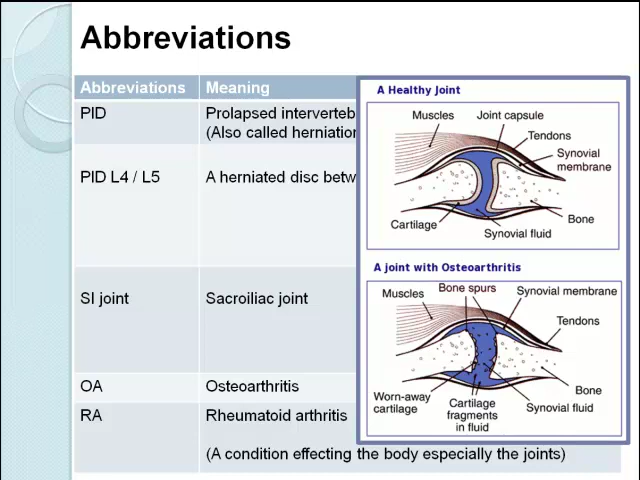 Abbreviations
Abbreviations Meaning
PID Prolapsed
(Also called
PID L4 / L5 A herniated disc
SI joint Sacroiliac joint
OA Osteoarthritis
RA Rheumatoid arthritis
(A condition effecting the body especially the joints)
A Healthy Joint
Muscles
Joint capsule
Tendons
Synovial
membrane
Cartilage
Bone
Synovial fluid
A joint with Osteoarthritis
Muscles
Bone spurs
Synovial membrane
Tendons
Worn-away
cartilage
Cartilage
fragments
in fluid
Bone
Synovial fluid